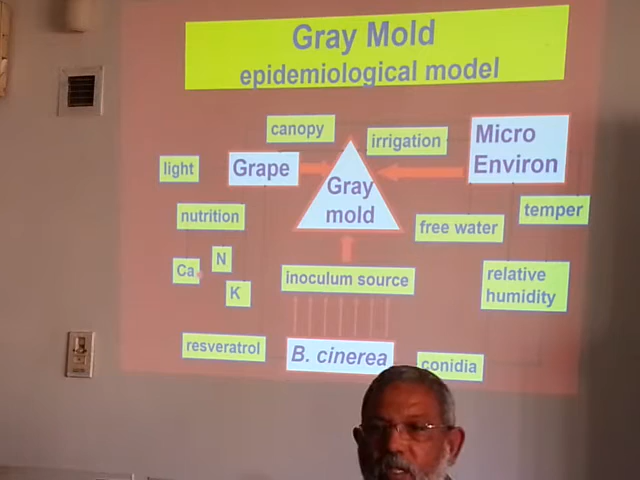 Gray Mold
epidemiological model
canopy
irrigation
Micro
Environ
light
Grape
Gray
mold
nutrition
free water
temper
Ca
N
K
inoculum source
relative
humidity
resveratrol
B. cinerea
conidia